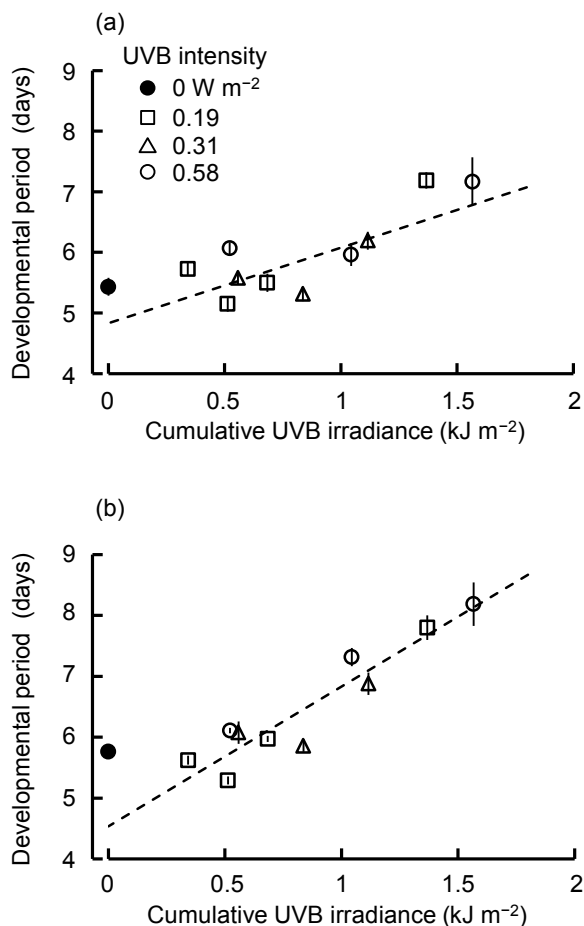 (a)
UVB intensity
0 W m⁻²
0.19
0.31
0.58
Developmental period (days)
9
8
7
6
5
4
0 0.5 1 1.5 2
Cumulative UVB irradiance (kJ m⁻²)
(b)
Developmental period (days)
9
8
7
6
5
4
0 0.5 1 1.5 2
Cumulative UVB irradiance (kJ m⁻²)